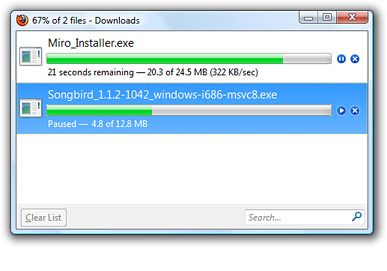 67% of 2 files - Downloads
Miro_Installer.exe
21 seconds remaining — 20.3 of 24.5 MB (322 KB/sec)
Songbird_1.1.2-1042_windows-i686-msvc8.exe
Paused — 4.8 of 12.8 MB
Clear List
Search...